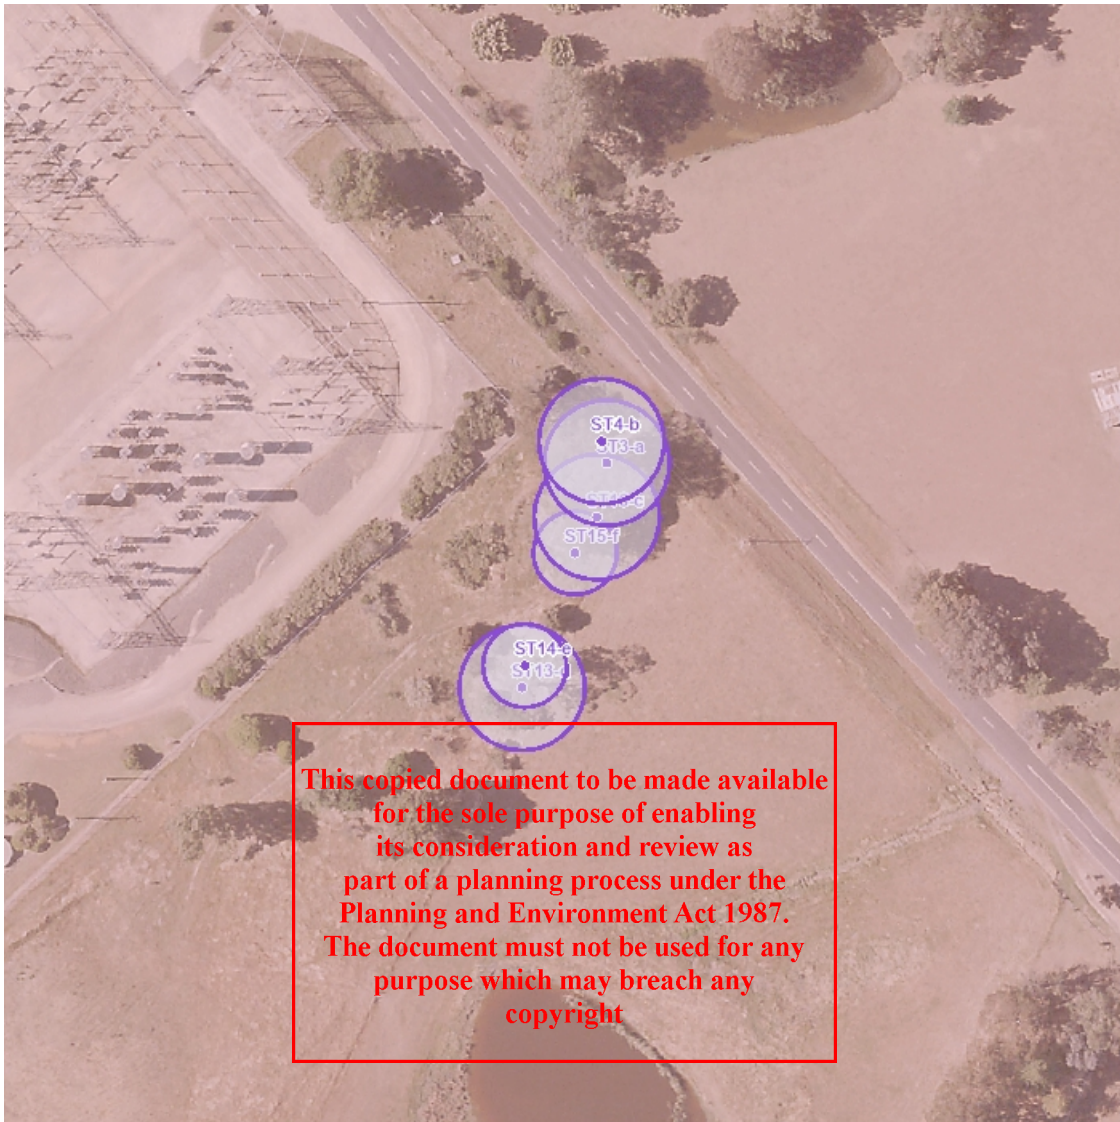 ST4-b
ST3-a
ST15-f
ST14-e
This copied document to be made available
for the sole purpose of enabling
its consideration and review as
part of a planning process under the
Planning and Environment Act 1987.
The document must not be used for any
purpose which may breach any
copyright